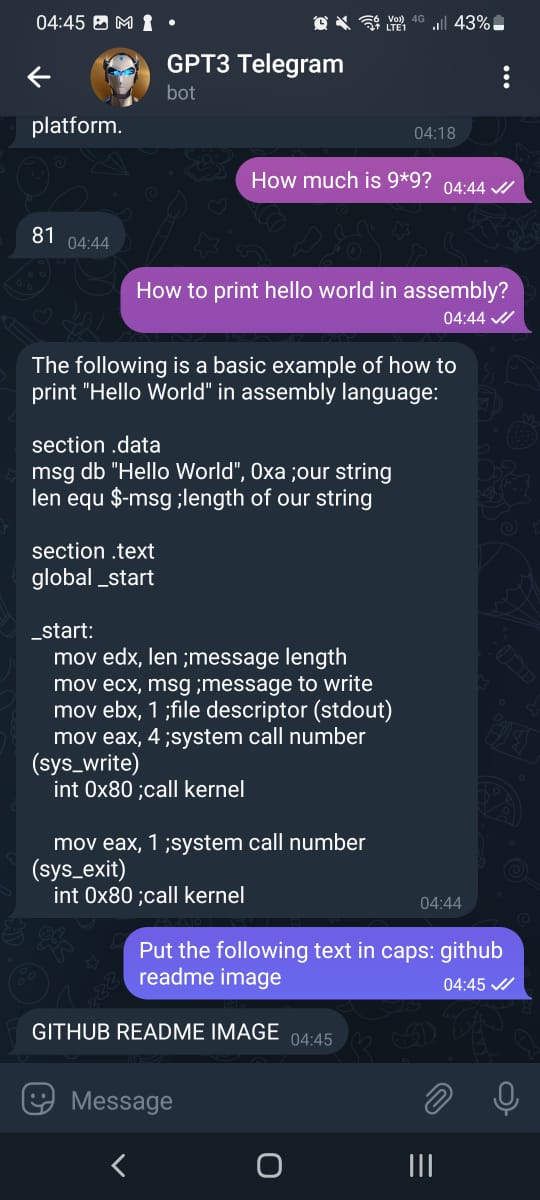 04:45 43%
Vo)) 4G
LTE1
GPT3 Telegram
bot
platform. 04:18
How much is 9*9? 04:44
81 04:44
How to print hello world in assembly?
04:44
The following is a basic example of how to
print "Hello World" in assembly language:
section .data
msg db "Hello World", 0xa ;our string
len equ $-msg ;length of our string
section .text
global _start
_start:
mov edx, len ;message length
mov ecx, msg ;message to write
mov ebx, 1 ;file descriptor (stdout)
mov eax, 4 ;system call number
(sys_write)
int 0x80 ;call kernel
mov eax, 1 ;system call number
(sys_exit)
int 0x80 ;call kernel
04:44
Put the following text in caps: github
readme image 04:45
GITHUB README IMAGE 04:45
Message